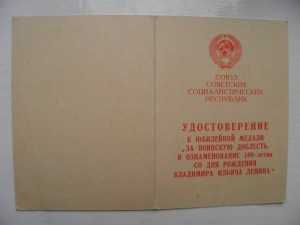 СОЮЗ
СОВЕТСКИХ
СОЦИАЛИСТИЧЕСКИХ
РЕСПУБЛИК
УДОСТОВЕРЕНИЕ
К ЮБИЛЕЙНОЙ МЕДАЛИ
„ЗА ВОИНСКУЮ ДОБЛЕСТЬ.
В ОЗНАМЕНОВАНИЕ 100-летия
СО ДНЯ РОЖДЕНИЯ
ВЛАДИМИРА ИЛЬИЧА ЛЕНИНА“